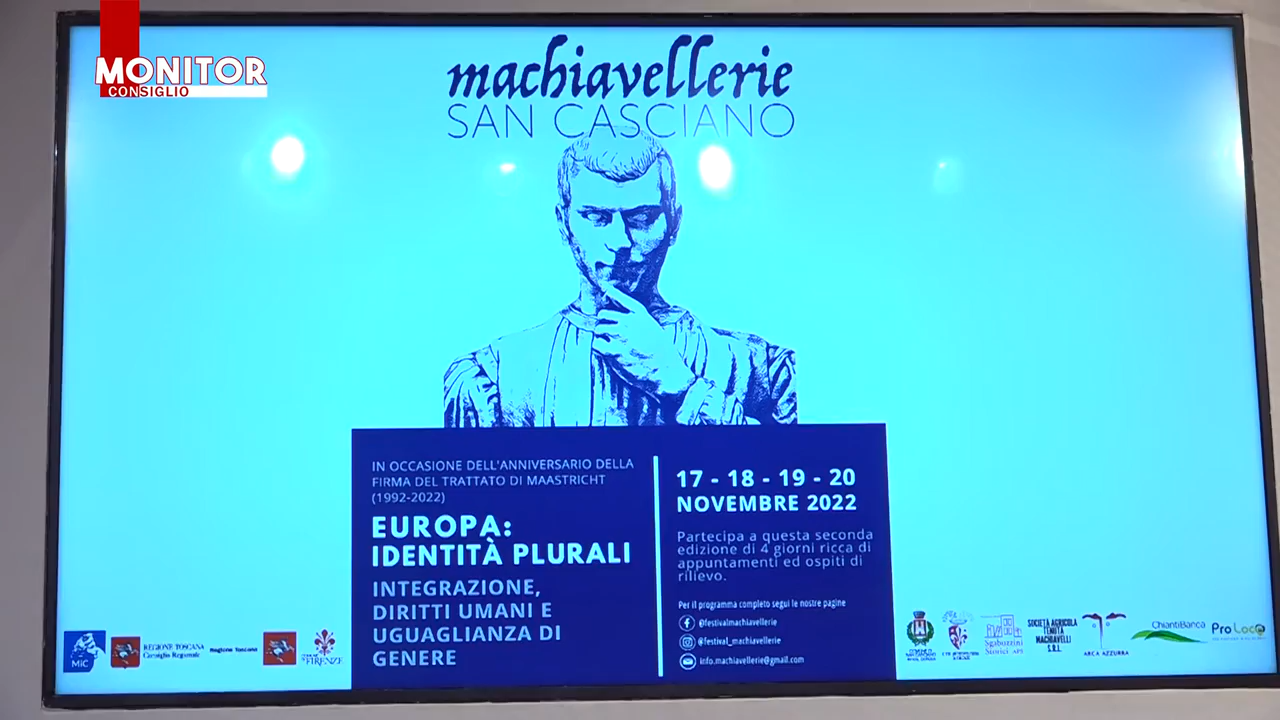 MONITOR
CONSIGLIO
machiavellerie
SAN CASCIANO
IN OCCASIONE DELL'ANNIVERSARIO DELLA
FIRMA DEL TRATTATO DI MAASTRICHT
(1992-2022)
EUROPA:
IDENTITÀ PLURALI
INTEGRAZIONE,
DIRITTI UMANI E
UGUAGLIANZA DI
GENERE
17 - 18 - 19 - 20
NOVEMBRE 2022
Partecipa a questa seconda
edizione di 4 giorni ricca di
appuntamenti ed ospiti di
rilievo.
Per il programma completo segui le nostre pagine
@festivalmachiavellerie
@festival_machiavellerie
info.machiavellerie@gmail.com
MiC
REGIONE TOSCANA
Consiglio Regionale
Regione Toscana
FIRENZE
Sgabuzzini
Storici APS
SOCIETÀ AGRICOLA
TENUTA
MACHIAVELLI
S.R.L.
ARCA AZZURRA
ChiantiBanca
Pro Loco